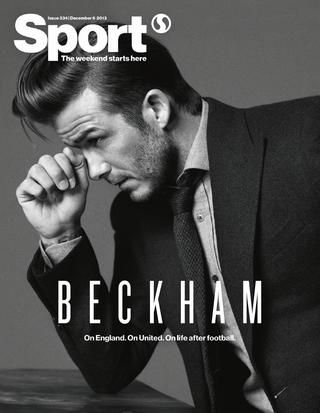 Issue 334 | December 6 2013
Sport
The weekend starts here
BECKHAM
On England. On United. On life after football.